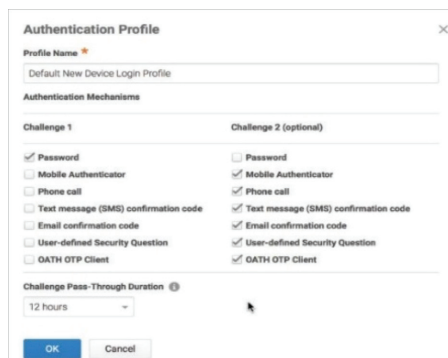 Authentication Profile
Profile Name *
Default New Device Login Profile
Authentication Mechanisms
Challenge 1 Challenge 2 (optional)
Password Password
Mobile Authenticator Mobile Authenticator
Phone call Phone call
Text message (SMS) confirmation code Text message (SMS) confirmation code
Email confirmation code Email confirmation code
User-defined Security Question User-defined Security Question
OATH OTP Client OATH OTP Client
Challenge Pass-Through Duration
12 hours
OK Cancel